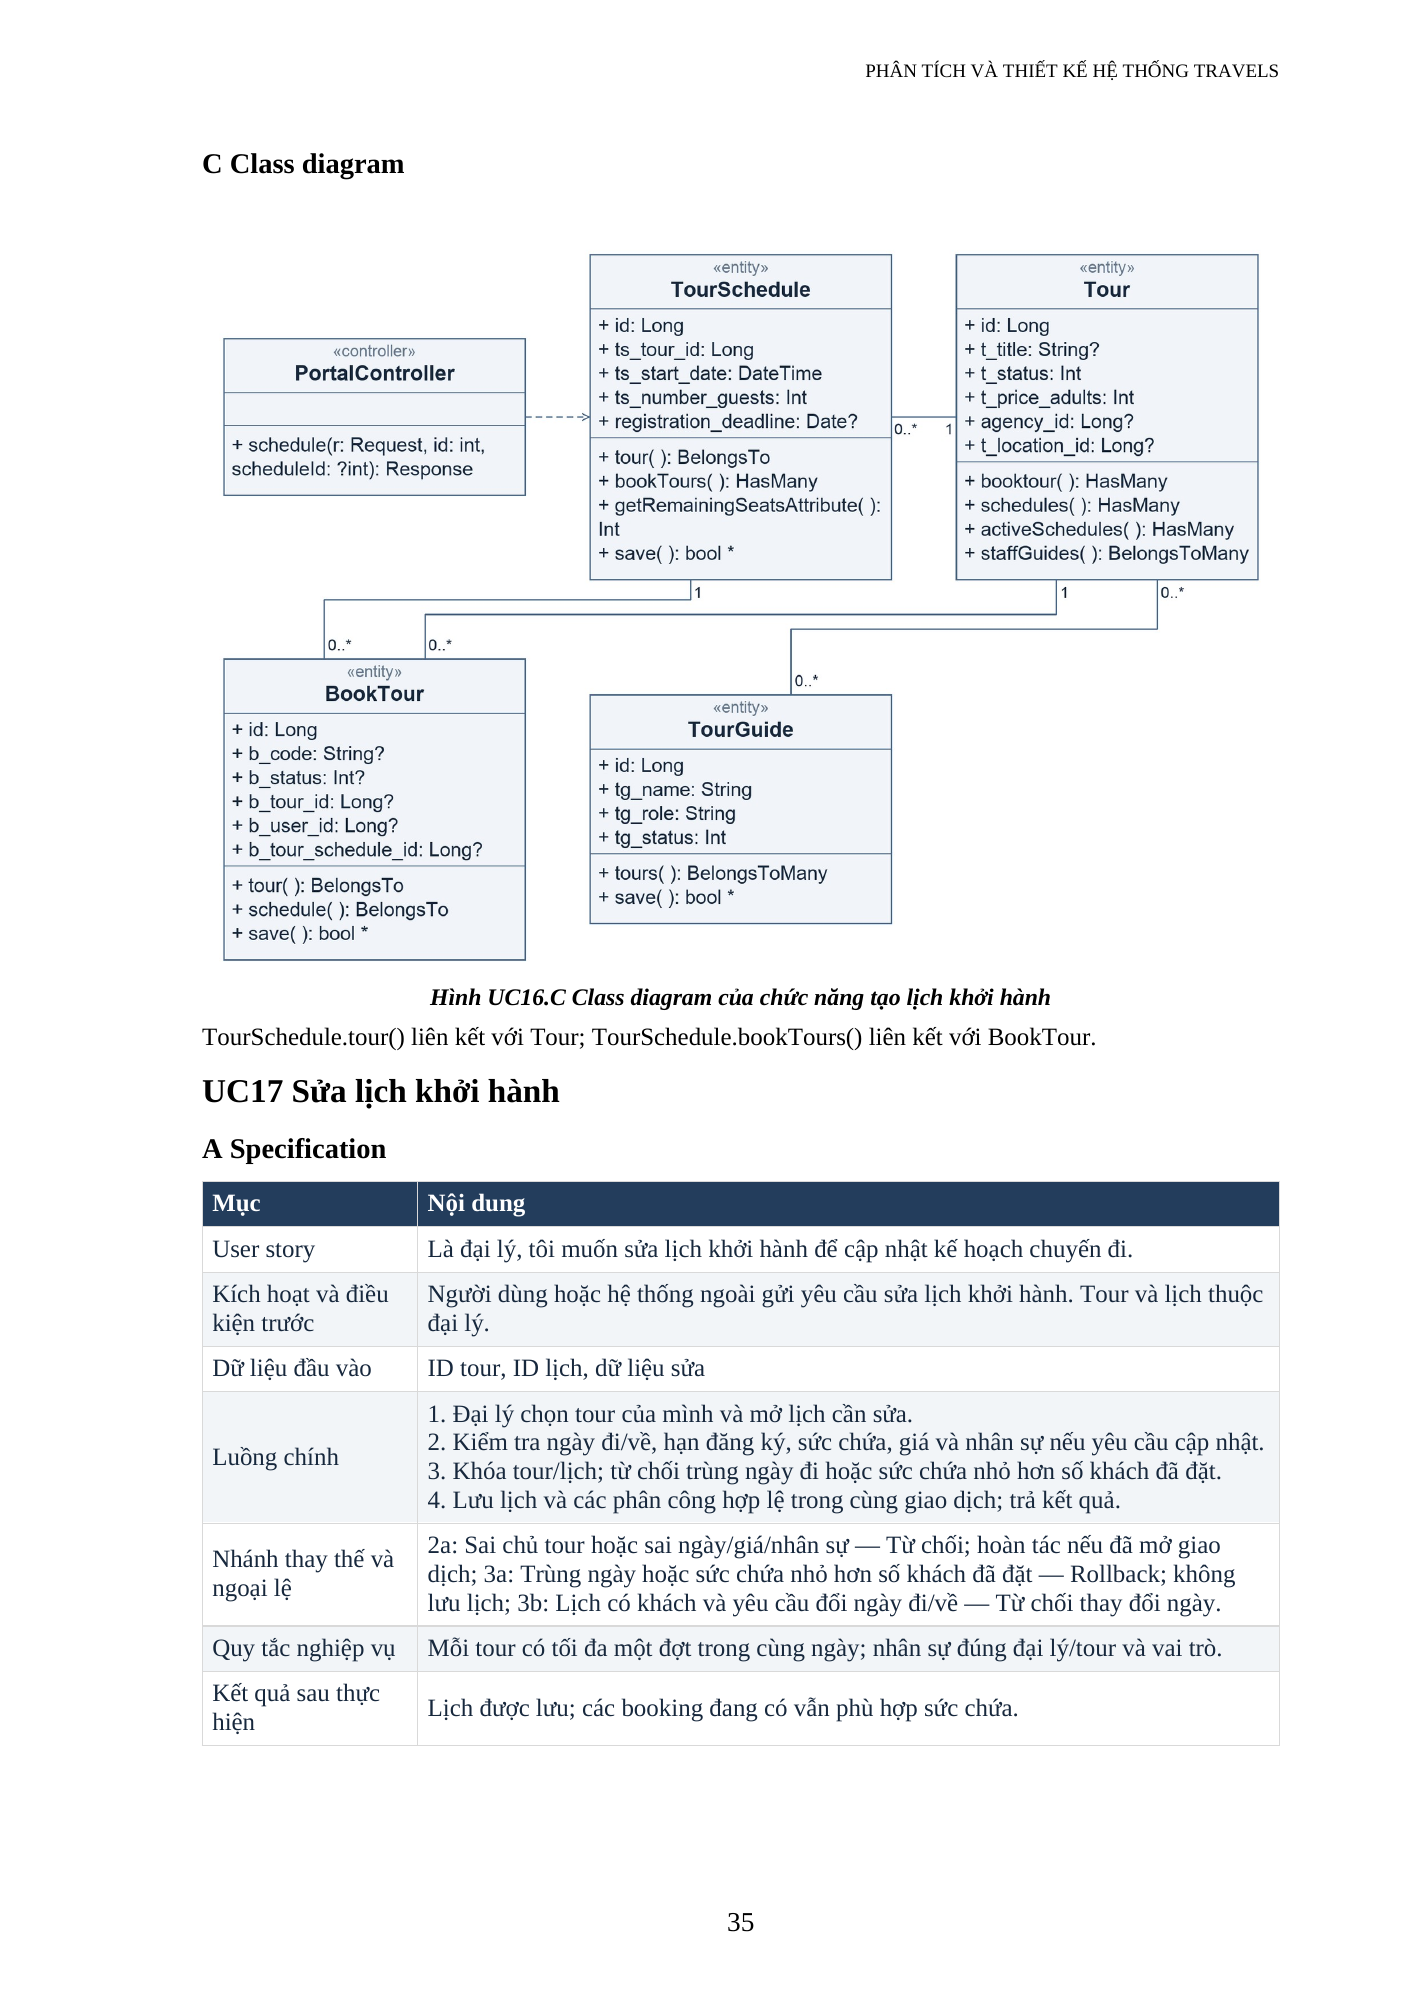 PHÂN TÍCH VÀ THIẾT KẾ HỆ THỐNG TRAVELS
C Class diagram
«controller»
PortalController
+ schedule(r: Request, id: int,
scheduleId: ?int): Response
«entity»
TourSchedule
+ id: Long
+ ts_tour_id: Long
+ ts_start_date: DateTime
+ ts_number_guests: Int
+ registration_deadline: Date?
+ tour( ): BelongsTo
+ bookTours( ): HasMany
+ getRemainingSeatsAttribute( ):
Int
+ save( ): bool *
0..* 1
«entity»
Tour
+ id: Long
+ t_title: String?
+ t_status: Int
+ t_price_adults: Int
+ agency_id: Long?
+ t_location_id: Long?
+ booktour( ): HasMany
+ schedules( ): HasMany
+ activeSchedules( ): HasMany
+ staffGuides( ): BelongsToMany
1 1 0..*
0..* 0..*
0..*
«entity»
BookTour
+ id: Long
+ b_code: String?
+ b_status: Int?
+ b_tour_id: Long?
+ b_user_id: Long?
+ b_tour_schedule_id: Long?
+ tour( ): BelongsTo
+ schedule( ): BelongsTo
+ save( ): bool *
«entity»
TourGuide
+ id: Long
+ tg_name: String
+ tg_role: String
+ tg_status: Int
+ tours( ): BelongsToMany
+ save( ): bool *
Hình UC16.C Class diagram của chức năng tạo lịch khởi hành
TourSchedule.tour() liên kết với Tour; TourSchedule.bookTours() liên kết với BookTour.
UC17 Sửa lịch khởi hành
A Specification
Mục Nội dung
User story Là đại lý, tôi muốn sửa lịch khởi hành để cập nhật kế hoạch chuyến đi.
Kích hoạt và điều
kiện trước
Người dùng hoặc hệ thống ngoài gửi yêu cầu sửa lịch khởi hành. Tour và lịch thuộc
đại lý.
Dữ liệu đầu vào ID tour, ID lịch, dữ liệu sửa
Luồng chính
1. Đại lý chọn tour của mình và mở lịch cần sửa.
2. Kiểm tra ngày đi/về, hạn đăng ký, sức chứa, giá và nhân sự nếu yêu cầu cập nhật.
3. Khóa tour/lịch; từ chối trùng ngày đi hoặc sức chứa nhỏ hơn số khách đã đặt.
4. Lưu lịch và các phân công hợp lệ trong cùng giao dịch; trả kết quả.
Nhánh thay thế và
ngoại lệ
2a: Sai chủ tour hoặc sai ngày/giá/nhân sự — Từ chối; hoàn tác nếu đã mở giao
dịch; 3a: Trùng ngày hoặc sức chứa nhỏ hơn số khách đã đặt — Rollback; không
lưu lịch; 3b: Lịch có khách và yêu cầu đổi ngày đi/về — Từ chối thay đổi ngày.
Quy tắc nghiệp vụ Mỗi tour có tối đa một đợt trong cùng ngày; nhân sự đúng đại lý/tour và vai trò.
Kết quả sau thực
hiện
Lịch được lưu; các booking đang có vẫn phù hợp sức chứa.
35